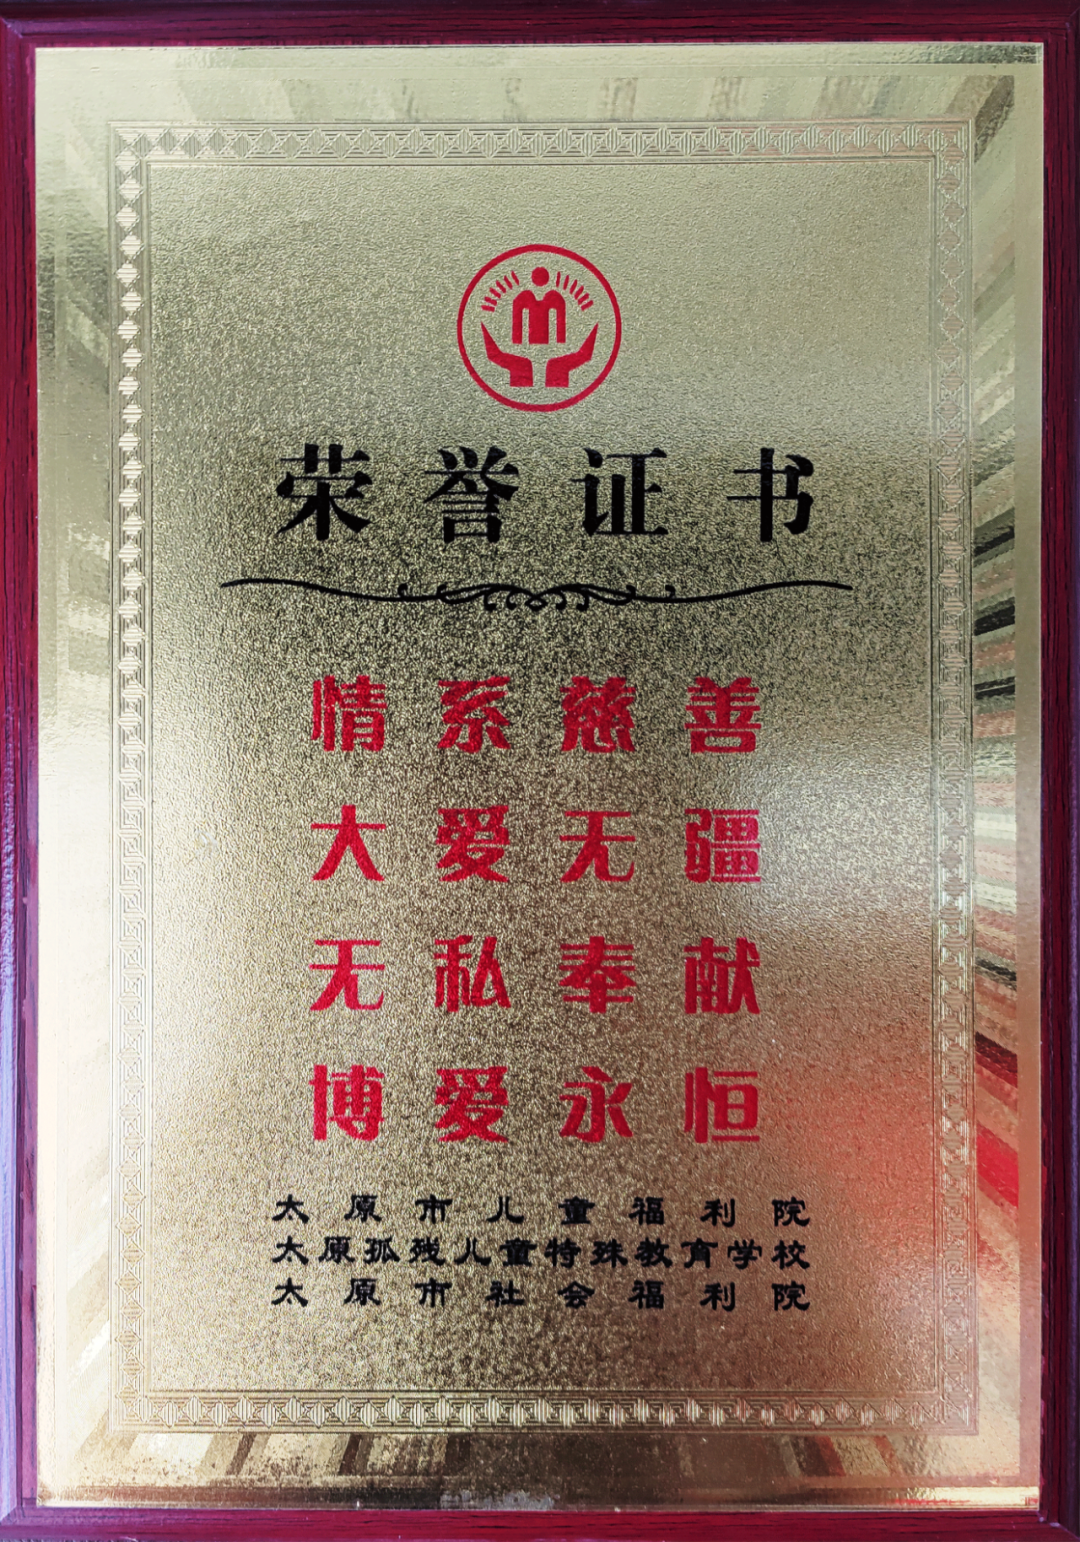 荣誉证书
情系慈善
大爱无疆
无私奉献
博爱永恒
太原市儿童福利院
太原孤残儿童特殊教育学校
太原市社会福利院